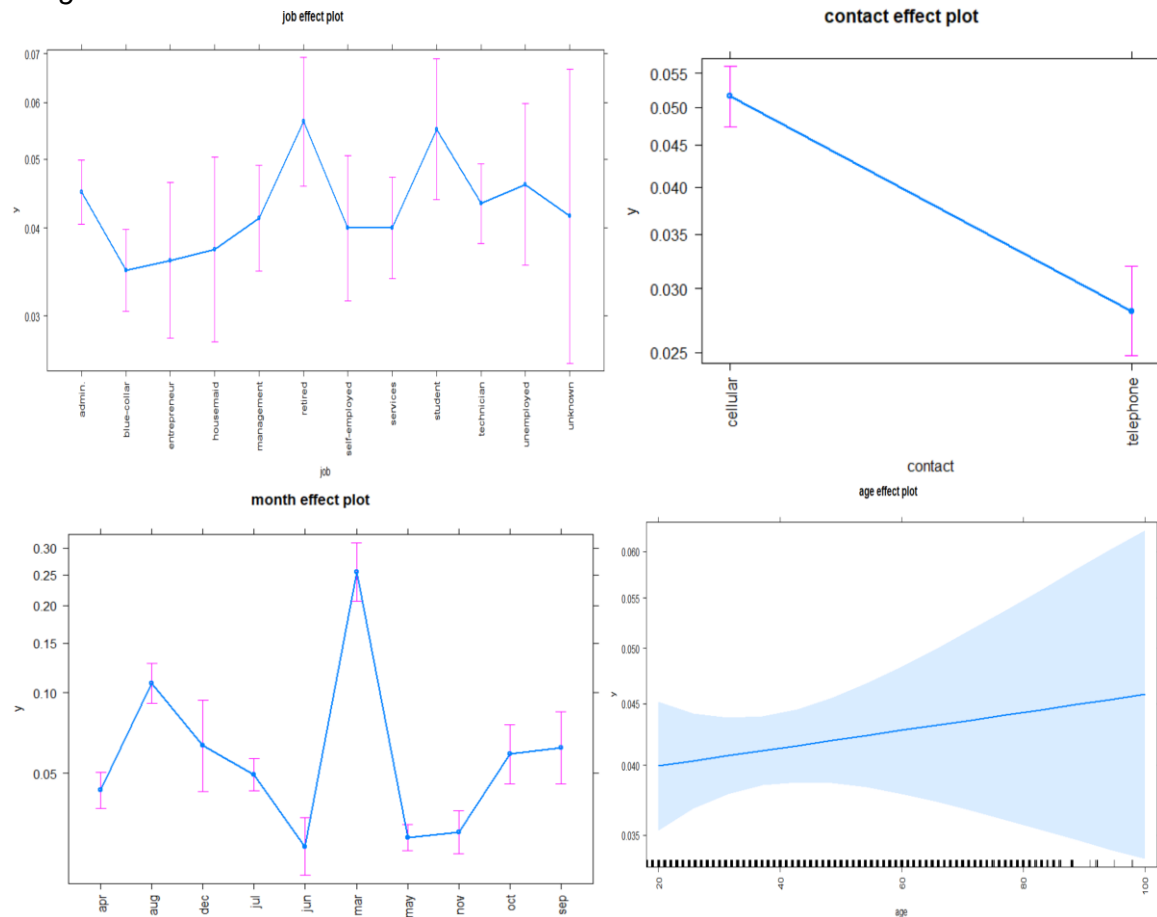 job effect plot
0.07
0.06
0.05
0.04
0.03
y
admin.
blue-collar
entrepreneur
housemaid
management
retired
self-employed
services
student
technician
unemployed
unknown
job
contact effect plot
0.055
0.050
0.045
0.040
0.035
0.030
0.025
y
cellular
telephone
contact
month effect plot
0.30
0.25
0.20
0.15
0.10
0.05
y
apr
aug
dec
jul
jun
mar
may
nov
oct
sep
age effect plot
0.060
0.055
0.050
0.045
0.040
0.035
y
20
40
60
80
100
age